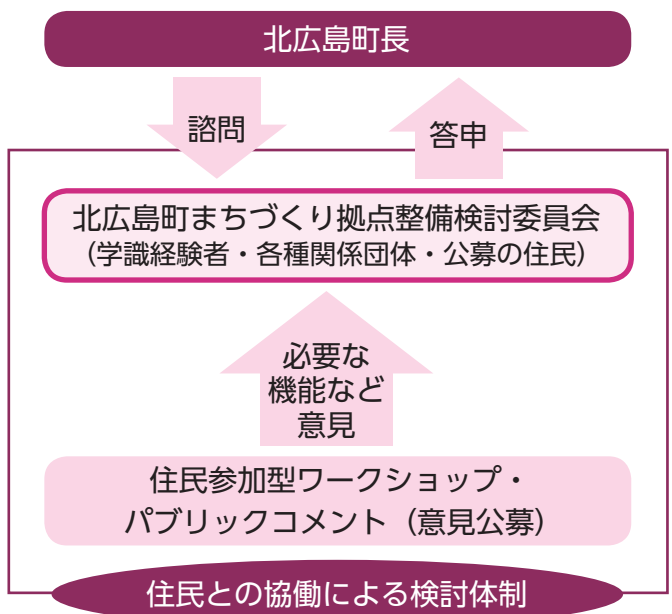 北広島町長
諮問
答申
北広島町まちづくり拠点整備検討委員会
（学識経験者・各種関係団体・公募の住民）
必要な
機能など
意見
住民参加型ワークショップ・
パブリックコメント（意見公募）
住民との協働による検討体制